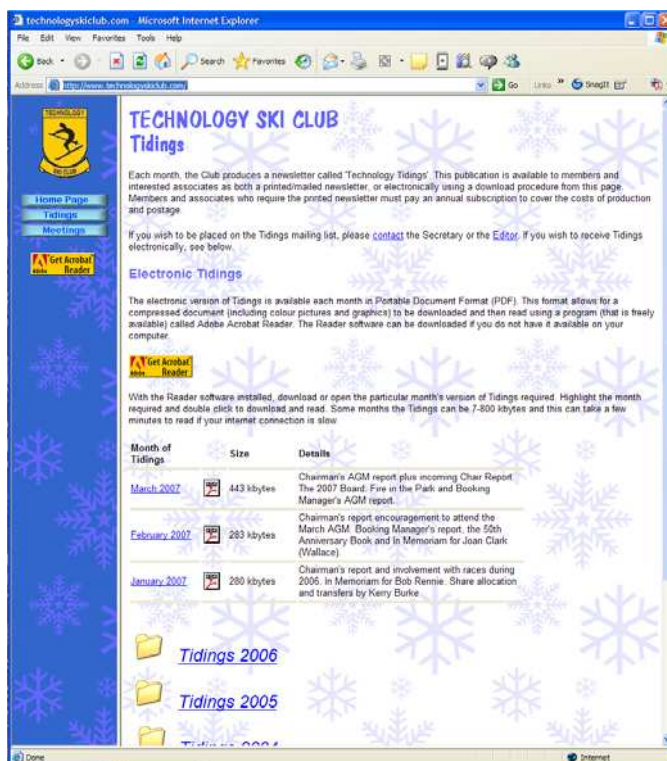 technologyskiclub.com - Microsoft Internet Explorer
File Edit View Favorites Tools Help
Back Search Favorites
Address http://www.technologyskiclub.com/ Go Links SnagIt
TECHNOLOGY
SKI CLUB
Home Page
Tidings
Meetings
Get Acrobat
Adobe Reader
TECHNOLOGY SKI CLUB
Tidings
Each month, the Club produces a newsletter called 'Technology Tidings'. This publication is available to members and
interested associates as both a printed/mailed newsletter, or electronically using a download procedure from this page.
Members and associates who require the printed newsletter must pay an annual subscription to cover the costs of production
and postage.
If you wish to be placed on the Tidings mailing list, please contact the Secretary or the Editor. If you wish to receive Tidings
electronically, see below.
Electronic Tidings
The electronic version of Tidings is available each month in Portable Document Format (PDF). This format allows for a
compressed document (including colour pictures and graphics) to be downloaded and then read using a program (that is freely
available) called Adobe Acrobat Reader. The Reader software can be downloaded if you do not have it available on your
computer.
Get Acrobat
Adobe Reader
With the Reader software installed, download or open the particular month's version of Tidings required. Highlight the month
required and double click to download and read. Some months the Tidings can be 7-800 kbytes and this can take a few
minutes to read if your internet connection is slow.
Month of
Tidings Size Details
March 2007 443 kbytes Chairman's AGM report plus incoming Chair Report.
The 2007 Board. Fire in the Park and Booking
Manager's AGM report.
February 2007 283 kbytes Chairman's report encouragement to attend the
March AGM. Booking Manager's report, the 50th
Anniversary Book and In Memoriam for Joan Clark
(Wallace).
January 2007 280 kbytes Chairman's report and involvement with races during
2006. In Memoriam for Bob Rennie. Share allocation
and transfers by Kerry Burke.
Tidings 2006
Tidings 2005
Tidings 2004
Done Internet